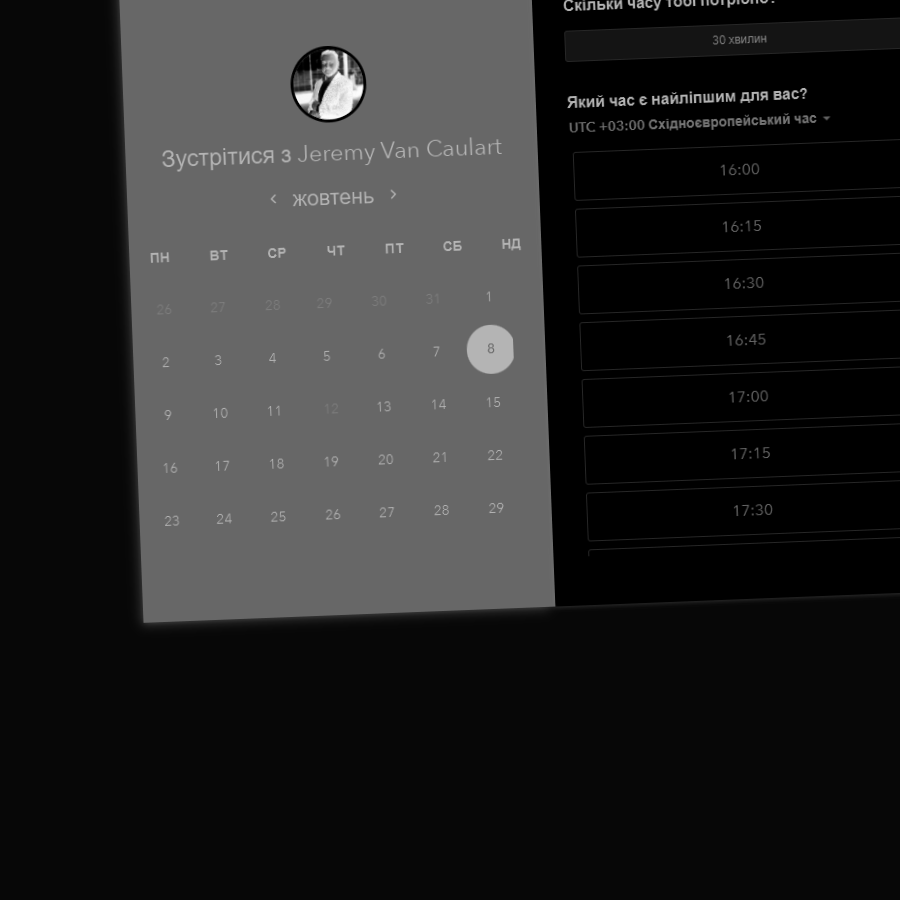 Зустрітися з Jeremy Van Caulart
‹ жовтень ›
ПН ВТ СР ЧТ ПТ СБ НД
26 27 28 29 30 31 1
2 3 4 5 6 7 8
9 10 11 12 13 14 15
16 17 18 19 20 21 22
23 24 25 26 27 28 29
Скільки часу тобі потрібно?
30 хвилин
Який час є найліпшим для вас?
UTC +03:00 Східноєвропейський час
16:00
16:15
16:30
16:45
17:00
17:15
17:30